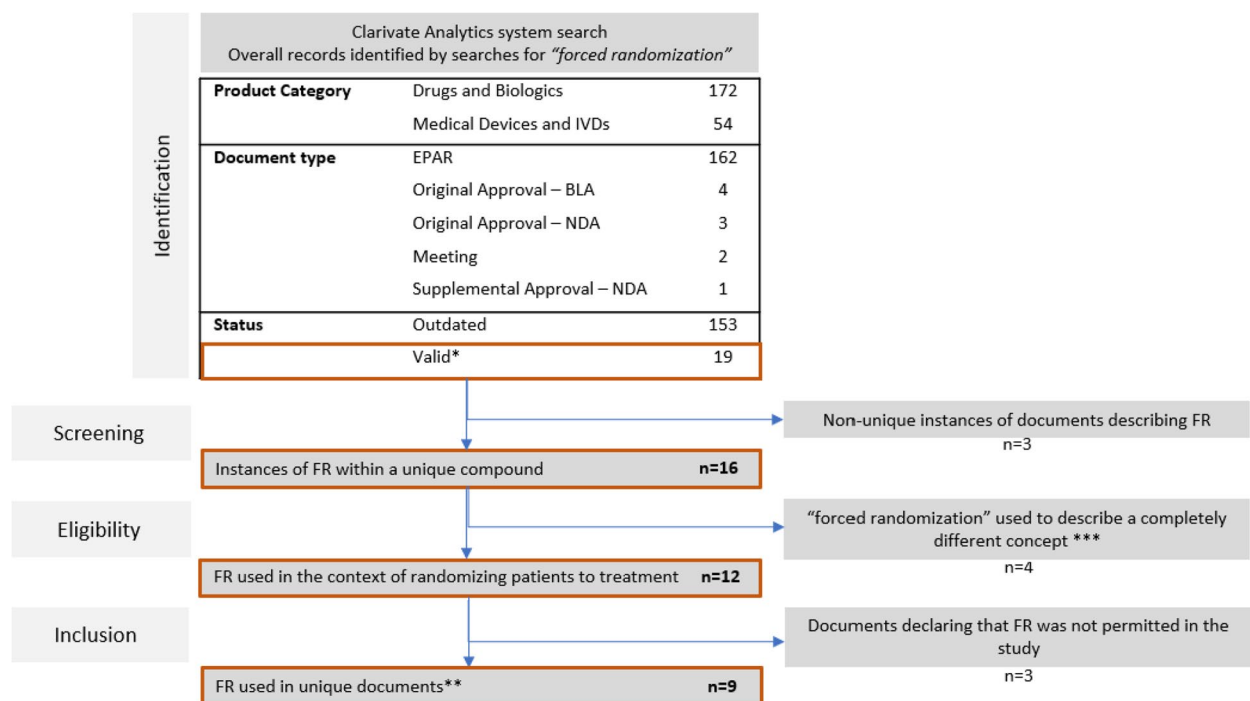 Clarivate Analytics system search
Overall records identified by searches for “forced randomization”
Identification
Product Category Drugs and Biologics 172
Medical Devices and IVDs 54
Document type EPAR 162
Original Approval – BLA 4
Original Approval – NDA 3
Meeting 2
Supplemental Approval – NDA 1
Status Outdated 153
Valid* 19
Screening
Non-unique instances of documents describing FR
n=3
Instances of FR within a unique compound n=16
Eligibility
“forced randomization” used to describe a completely
different concept ***
n=4
FR used in the context of randomizing patients to treatment n=12
Inclusion
Documents declaring that FR was not permitted in the
study
n=3
FR used in unique documents** n=9